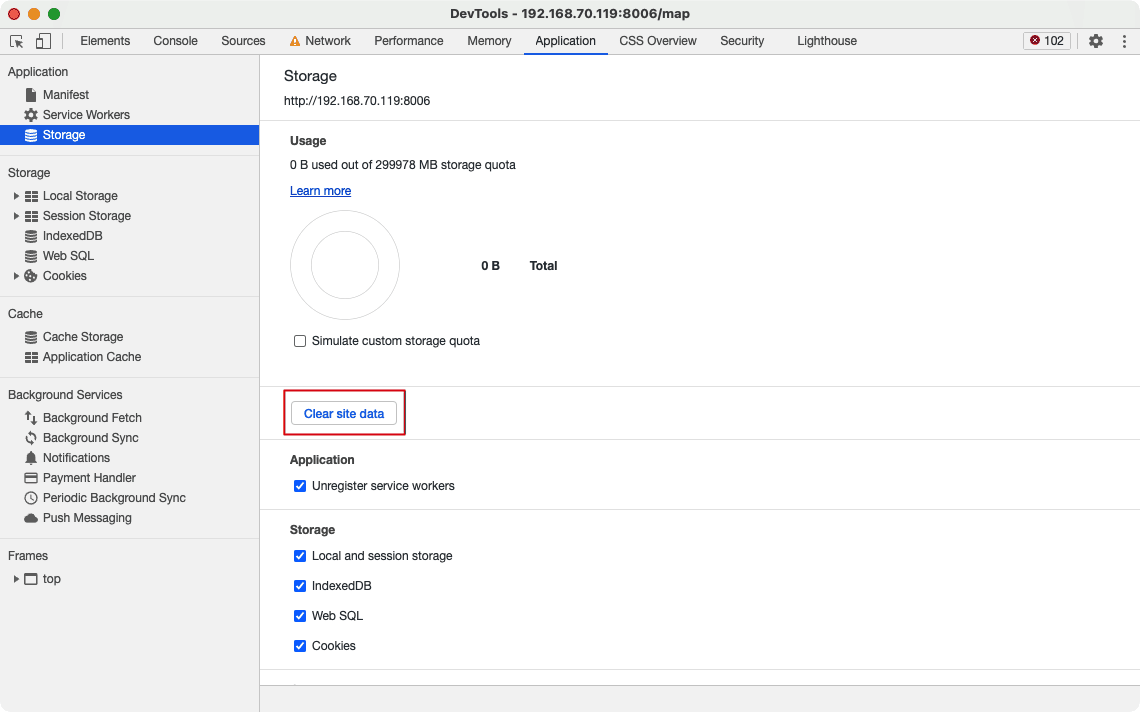 DevTools - 192.168.70.119:8006/map
Elements Console Sources Network Performance Memory Application CSS Overview Security Lighthouse 102
Application
Manifest
Service Workers
Storage
Storage
Local Storage
Session Storage
IndexedDB
Web SQL
Cookies
Cache
Cache Storage
Application Cache
Background Services
Background Fetch
Background Sync
Notifications
Payment Handler
Periodic Background Sync
Push Messaging
Frames
top
Storage
http://192.168.70.119:8006
Usage
0 B used out of 299978 MB storage quota
Learn more
0 B Total
Simulate custom storage quota
Clear site data
Application
Unregister service workers
Storage
Local and session storage
IndexedDB
Web SQL
Cookies